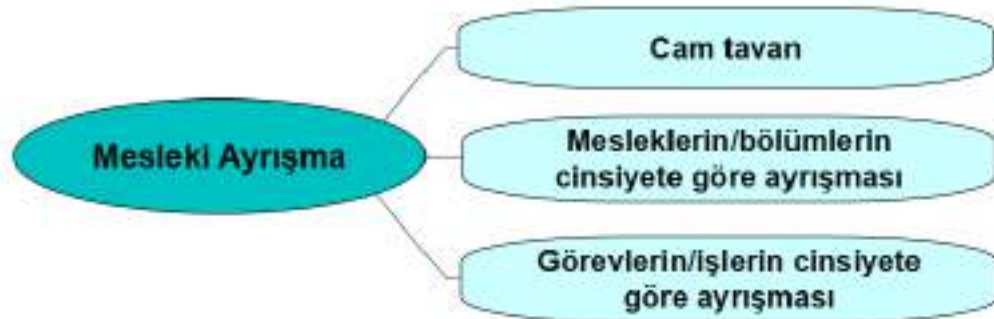 Cam tavan
Mesleki Ayrışma
Mesleklerin/bölümlerin
cinsiyete göre ayrışması
Görevlerin/işlerin cinsiyete
göre ayrışması